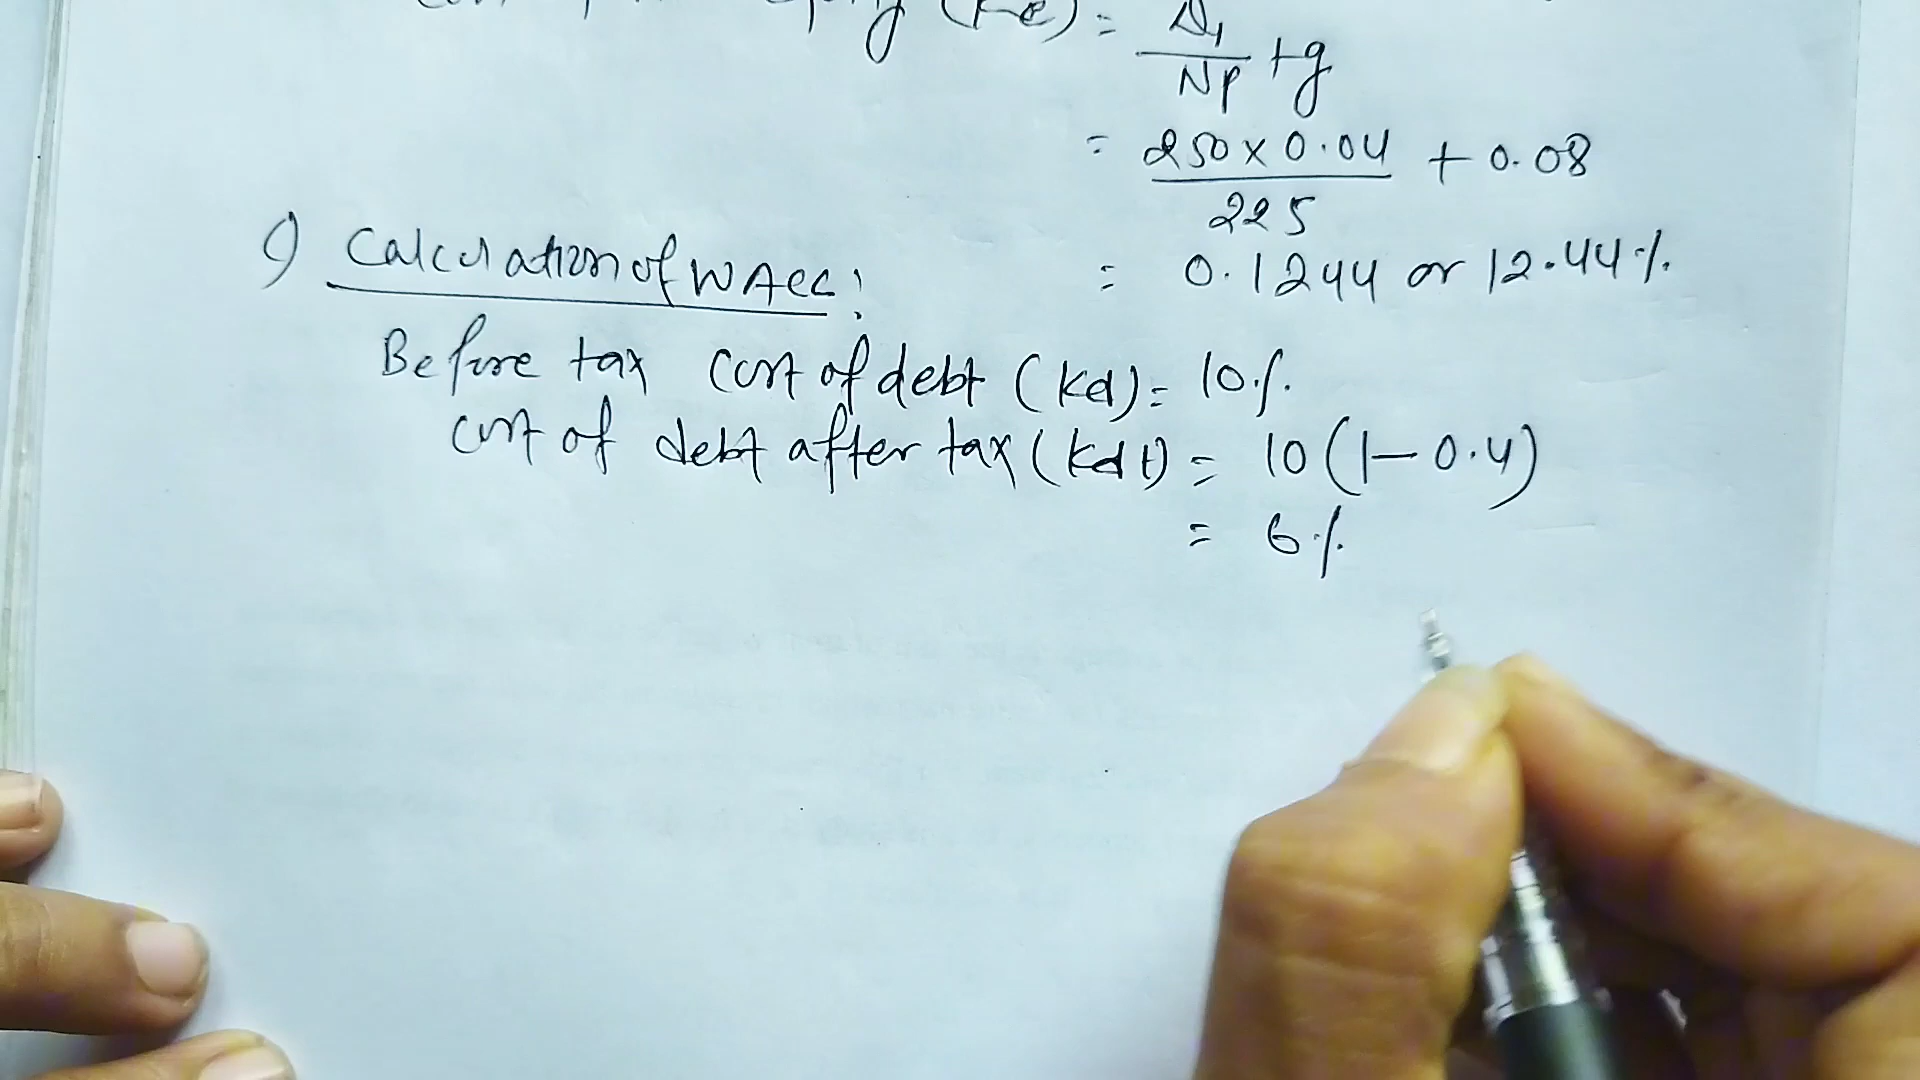 (Ke) = D1
NP + g
= 250 x 0.04 + 0.08
225
= 0.1244 or 12.44%
c) Calculation of WACC:
Before tax cost of debt (Kd) = 10%
cost of debt after tax (Kdt) = 10 (1 - 0.4)
= 6%